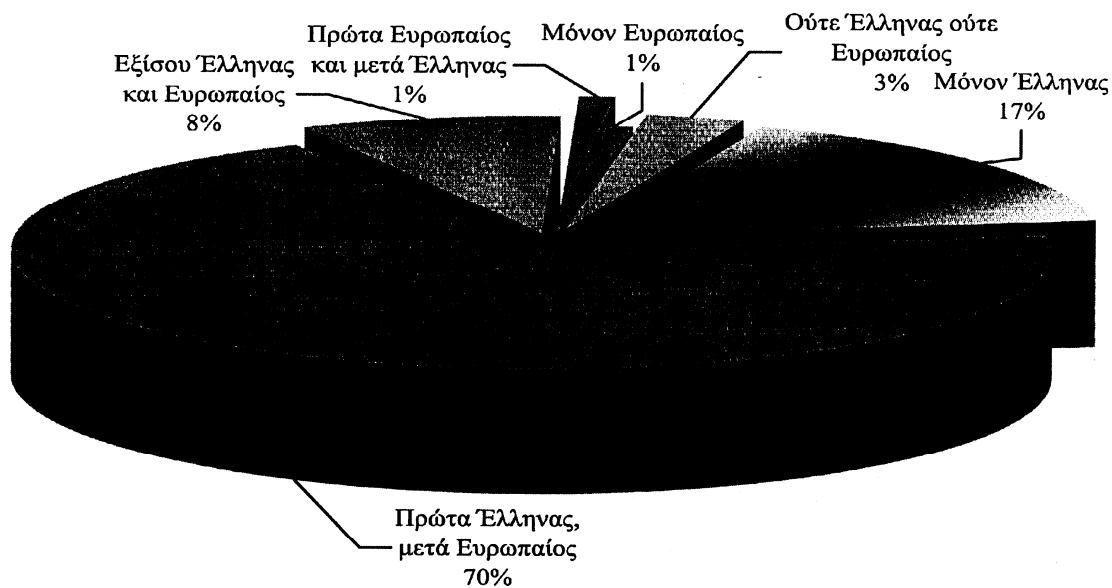 Πρώτα Ευρωπαίος
και μετά Έλληνας
1%
Μόνον Ευρωπαίος
1%
Ούτε Έλληνας ούτε
Ευρωπαίος
3%
Μόνον Έλληνας
17%
Εξίσου Έλληνας
και Ευρωπαίος
8%
Πρώτα Έλληνας,
μετά Ευρωπαίος
70%